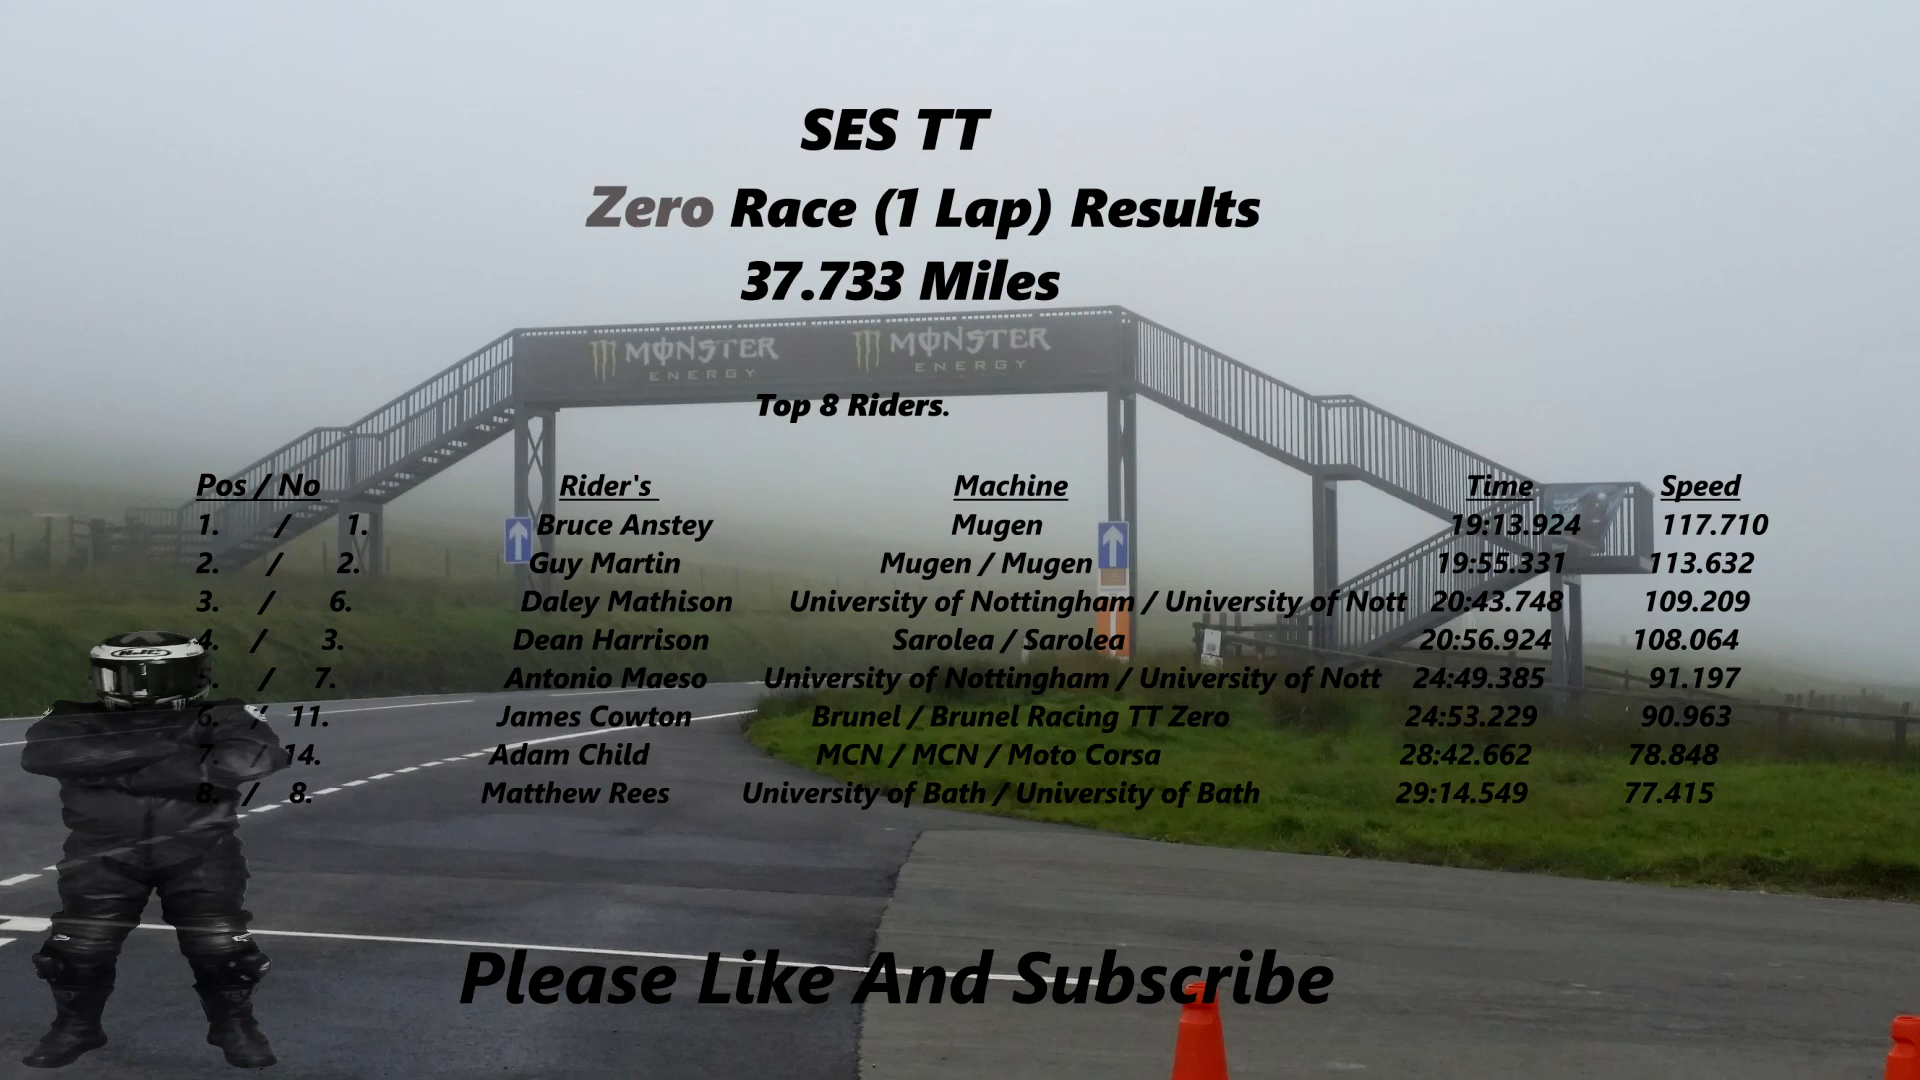 SES TT
Zero Race (1 Lap) Results
37.733 Miles
MONSTER ENERGY MONSTER ENERGY
Top 8 Riders.
Pos / No Rider's Machine Time Speed
1. / 1. Bruce Anstey Mugen 19:13.924 117.710
2. / 2. Guy Martin Mugen / Mugen 19:55.331 113.632
3. / 6. Daley Mathison University of Nottingham / University of Nott 20:43.748 109.209
4. / 3. Dean Harrison Sarolea / Sarolea 20:56.924 108.064
5. / 7. Antonio Maeso University of Nottingham / University of Nott 24:49.385 91.197
6. / 11. James Cowton Brunel / Brunel Racing TT Zero 24:53.229 90.963
7. / 14. Adam Child MCN / MCN / Moto Corsa 28:42.662 78.848
8. / 8. Matthew Rees University of Bath / University of Bath 29:14.549 77.415
HJC
Please Like And Subscribe